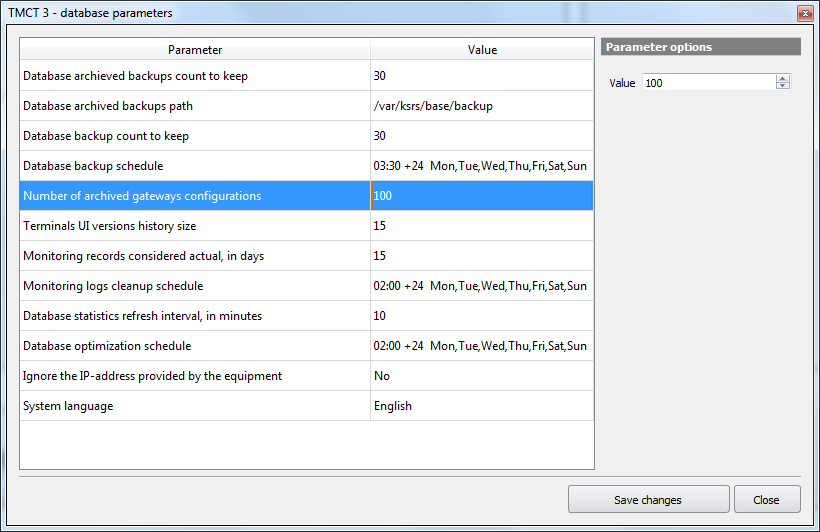 TMCT 3 - database parameters
Parameter Value
Database archieved backups count to keep 30
Database archived backups path /var/ksrs/base/backup
Database backup count to keep 30
Database backup schedule 03:30 +24 Mon,Tue,Wed,Thu,Fri,Sat,Sun
Number of archived gateways configurations 100
Terminals UI versions history size 15
Monitoring records considered actual, in days 15
Monitoring logs cleanup schedule 02:00 +24 Mon,Tue,Wed,Thu,Fri,Sat,Sun
Database statistics refresh interval, in minutes 10
Database optimization schedule 02:00 +24 Mon,Tue,Wed,Thu,Fri,Sat,Sun
Ignore the IP-address provided by the equipment No
System language English
Parameter options
Value 100
Save changes Close